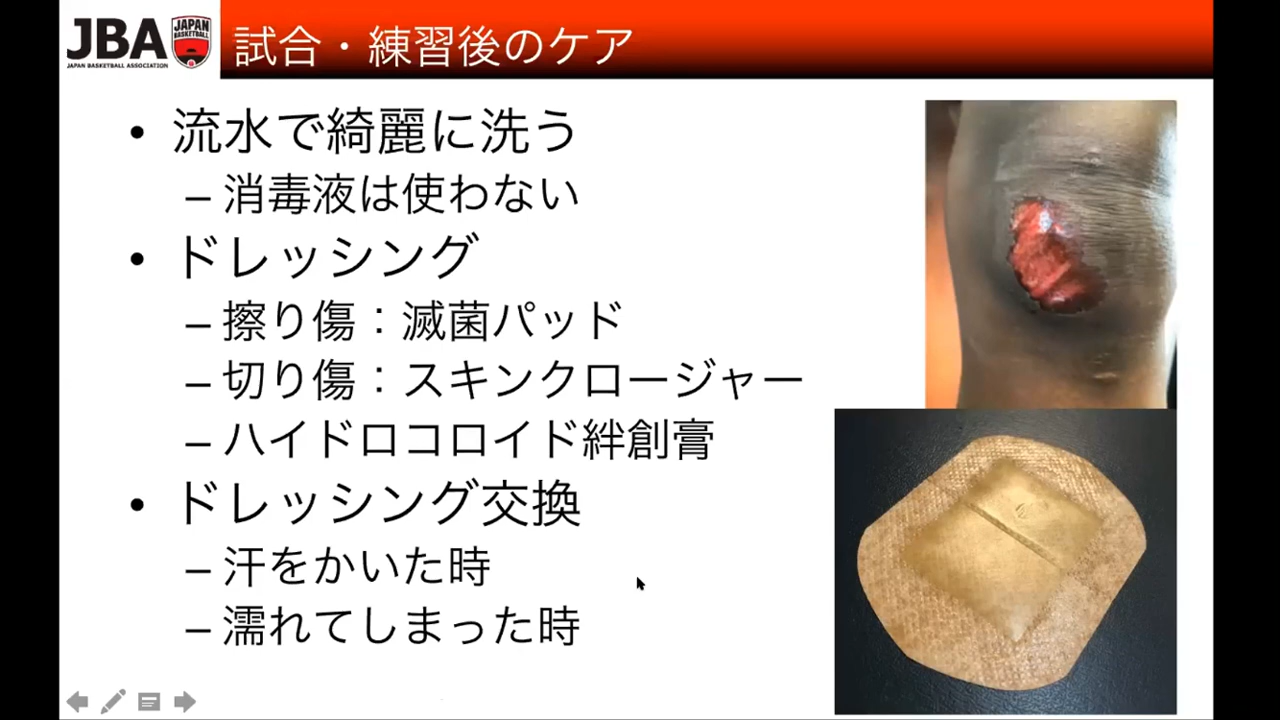 JBA
JAPAN BASKETBALL ASSOCIATION
JAPAN
BASKETBALL
試合・練習後のケア
• 流水で綺麗に洗う
– 消毒液は使わない
• ドレッシング
– 擦り傷：滅菌パッド
– 切り傷：スキンクロージャー
– ハイドロコロイド絆創膏
• ドレッシング交換
– 汗をかいた時
– 濡れてしまった時